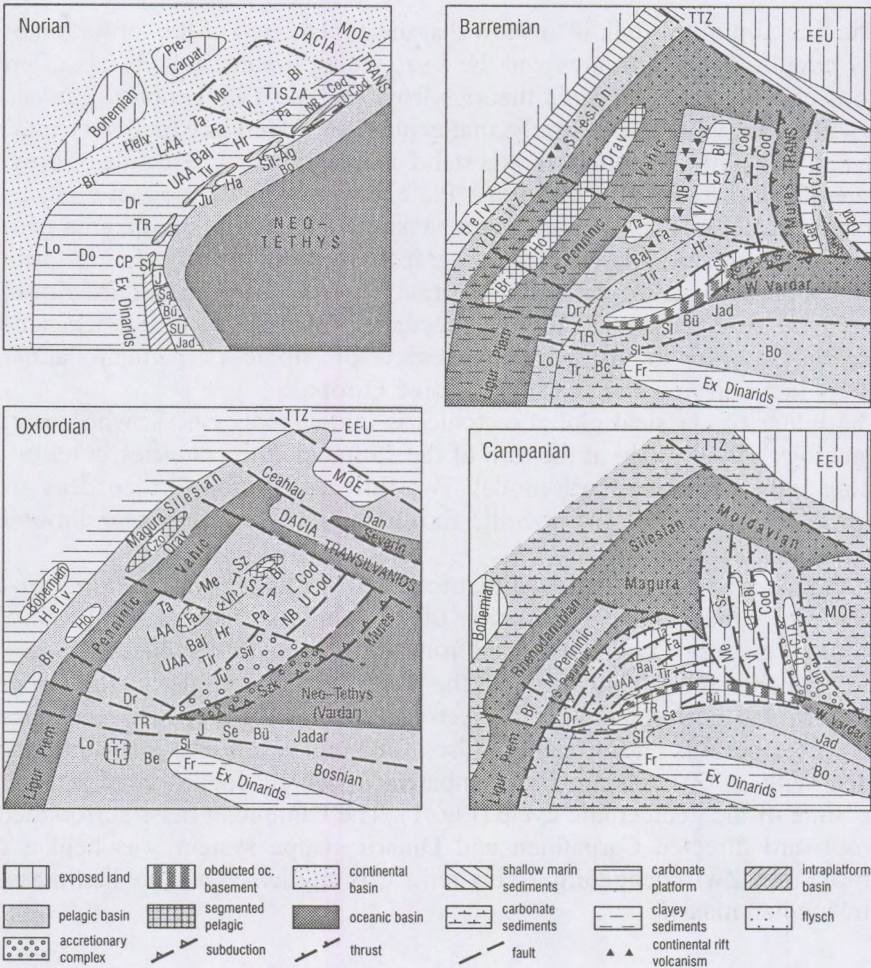 Norian
Pre-
Carpat
Bohemian
MOE
DACIA
TRANS
TISZA
Bi
L Cod
U Cod
NB
Me
Vi
Pa
Ta
Fa
Hr
Helv
LAA
Baj
Tir
Sil-Ag
Bo
Br
UAA
Ha
Ju
Dr
TR
NEO-
TETHYS
Lo
Do
CP
Sl
J
Sa
Bü
SU
Jad
Ex Dinarids
Barremian
TTZ
EEU
Silesian
Helv
Ybbsitz
Orav
Vahic
Sz
Bi
TISZA
NB
Vi
L Cod
U Cod
Mures.
TRANS
DACIA
Dan
Get
S Penninic
Ho
Br
Ta
Baj
Fa
Tir
Hr
Me
Sil
W. Vardar
Dr
TR
J
Sl
Bü
Jad
Ligur Piem
Lo
Tr
Bc
Sl
Fr
Bo
Ex Dinarids
Oxfordian
TTZ
EEU
MOE
Ceahlau
Dan
Severin
Magura Silesian
Czo
Orav
Vahic
DACIA
TRANSILVANIDS
Bohemian
Helv
Ho
Br
Penninic
Ta
Me
Sz
TISZA
Bi
L Cod
U Cod
NB
LAA
Fa
Vi
Pa
Mures
UAA
Baj
Hr
Tir
Sil
Ju
Szk
Neo-Tethys
(Vardar)
Dr
TR
J
Se
Bü
Jadar
Sl
Lo
Tr
Be
Fr
Bosnian
Ligur Piem
Ex Dinarids
Campanian
TTZ
EEU
Silesian
Moldavian
Magura
Bohemian
Rhenodanubian
Sz
Bi
Cod
MOE
M Penninic
S Penninic
Br
Ta
Fa
Baj
Tir
UAA
Me
Vi
DACIA
Dan
Dr
TR
Sa
Bü
W Vardar
Jad
Sl
Bo
L
Fr
Ligur Piem
Ex Dinarids
exposed land
obducted oc. basement
continental basin
shallow marin sediments
carbonate platform
intraplatform basin
pelagic basin
segmented pelagic
oceanic basin
carbonate sediments
clayey sediments
flysch
accretionary complex
subduction
thrust
fault
continental rift volcanism